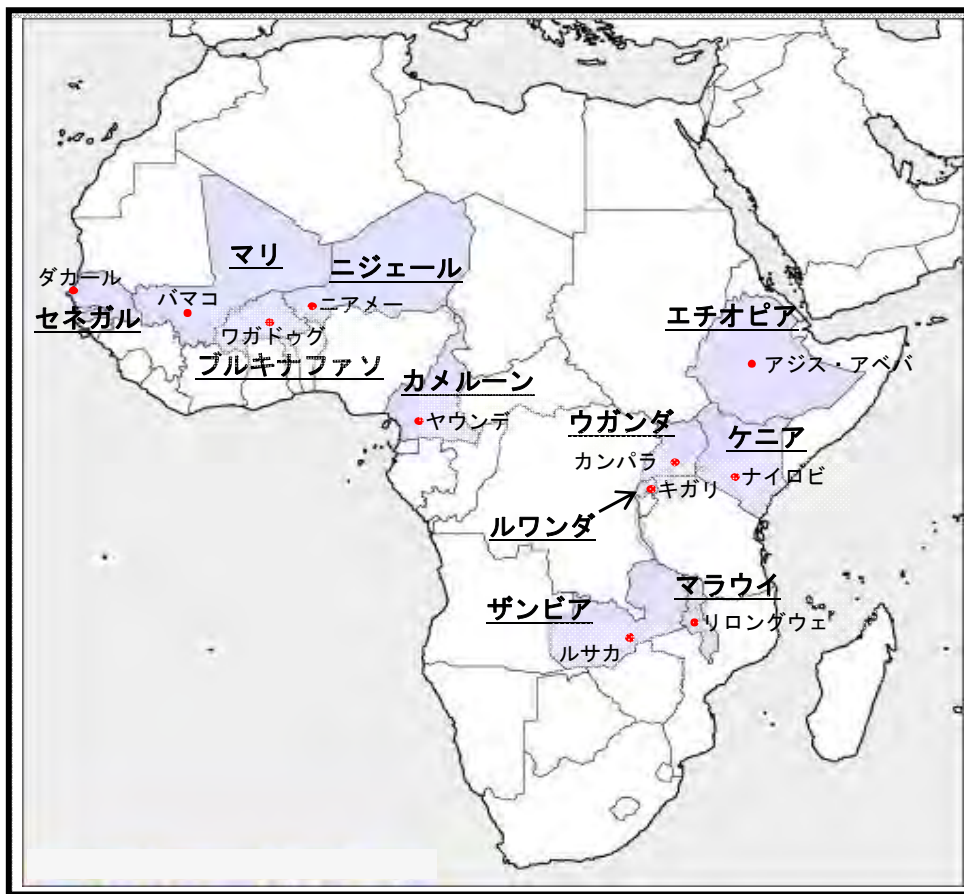 マリ
ニジェール
ダカール
バマコ
ニアメー
セネガル
ワガドゥグ
エチオピア
ブルキナファソ
アジス・アベバ
カメルーン
ヤウンデ
ウガンダ
ケニア
カンパラ
ナイロビ
キガリ
ルワンダ
マラウイ
ザンビア
リロングウェ
ルサカ